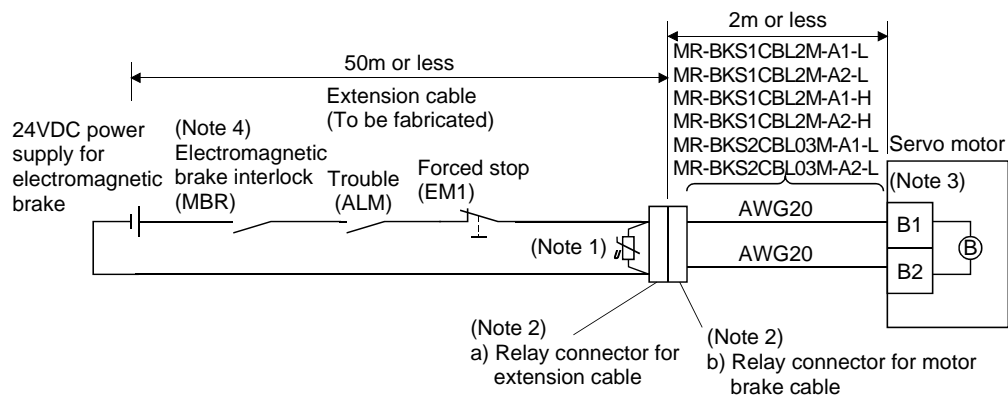 2m or less
MR-BKS1CBL2M-A1-L
MR-BKS1CBL2M-A2-L
MR-BKS1CBL2M-A1-H
MR-BKS1CBL2M-A2-H
MR-BKS2CBL03M-A1-L
MR-BKS2CBL03M-A2-L
50m or less
Extension cable
(To be fabricated)
24VDC power
supply for
electromagnetic
brake
(Note 4)
Electromagnetic
brake interlock
(MBR)
Trouble
(ALM)
Forced stop
(EM1)
(Note 1)
U
AWG20
AWG20
Servo motor
(Note 3)
B1
B2
B
(Note 2)
a) Relay connector for
extension cable
(Note 2)
b) Relay connector for motor
brake cable